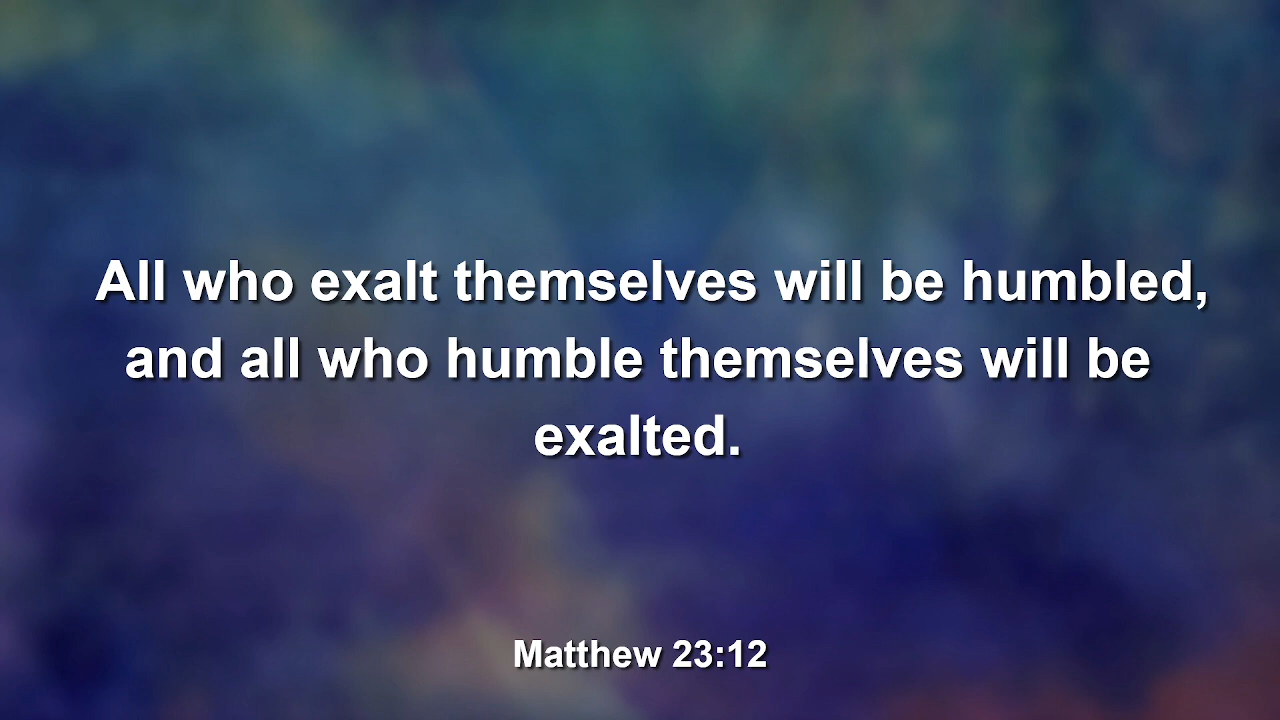 All who exalt themselves will be humbled,
and all who humble themselves will be
exalted.
Matthew 23:12